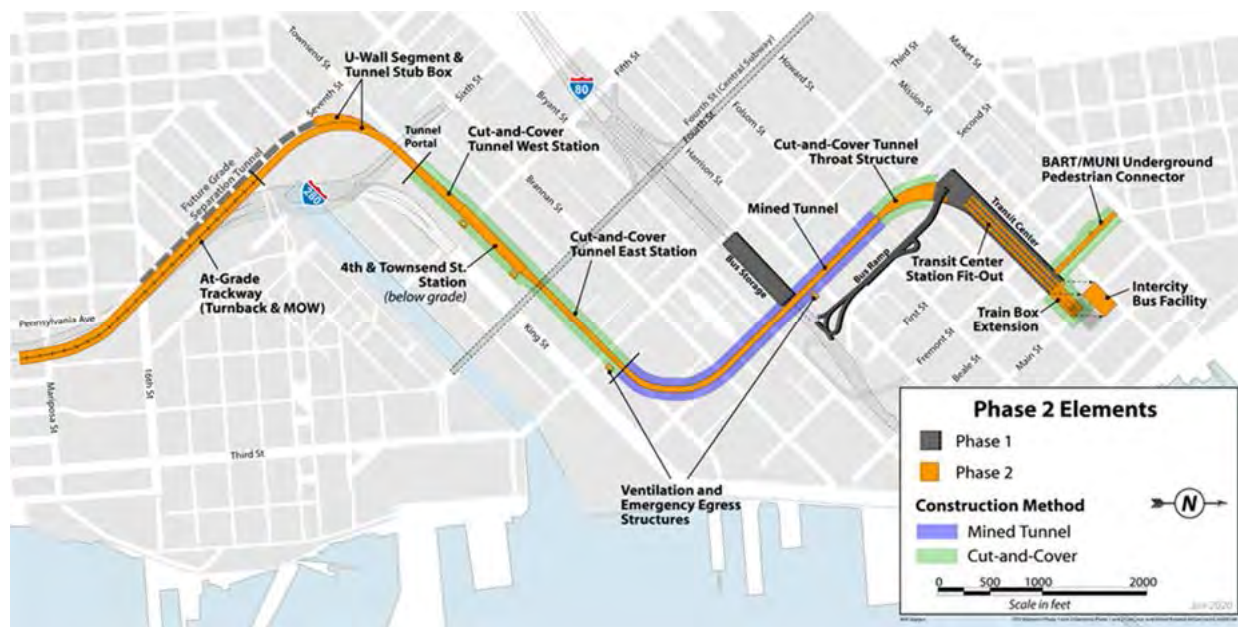 Townsend St
U-Wall Segment &
Tunnel Stub Box
Seventh St
Sixth St
Tunnel
Portal
Future Grade
Separation Tunnel
280
At-Grade
Trackway
(Turnback & MOW)
Pennsylvania Ave
Mariposa St
16th St
Third St
Cut-and-Cover
Tunnel West Station
Bryant St
80
Fifth St
Fourth St (Central Subway)
Fourth St
Brannan St
Harrison St
Folsom St
Howard St
4th & Townsend St.
Station
(below grade)
Cut-and-Cover
Tunnel East Station
King St
Ventilation and
Emergency Egress
Structures
Mined Tunnel
Bus Storage
Bus Ramp
Cut-and-Cover Tunnel
Throat Structure
Third St
Mission St
Market St
Second St
Transit Center
Transit Center
Station Fit-Out
First St
Fremont St
Beale St
Main St
BART/MUNI Underground
Pedestrian Connector
Train Box
Extension
Intercity
Bus Facility
Phase 2 Elements
Phase 1
Phase 2
Construction Method
N
Mined Tunnel
Cut-and-Cover
0 500 1000 2000
Scale in feet
Jan 2020